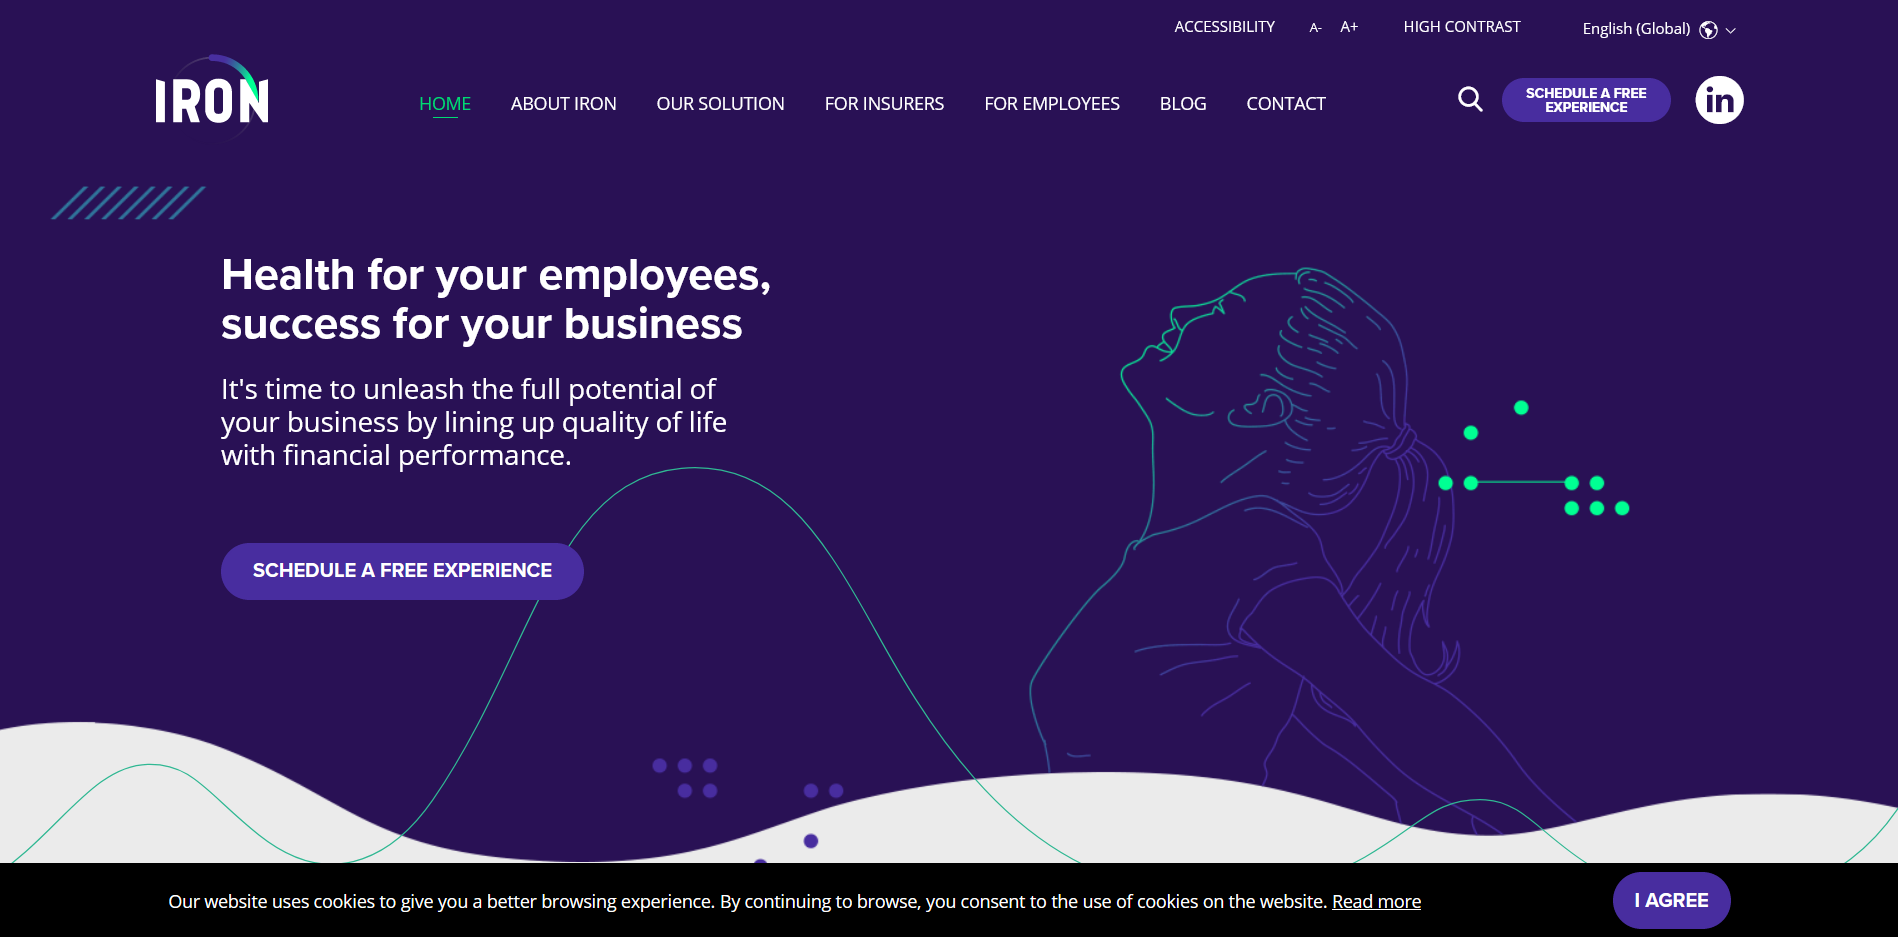 ACCESSIBILITY A- A+ HIGH CONTRAST English (Global)
IRON
HOME ABOUT IRON OUR SOLUTION FOR INSURERS FOR EMPLOYEES BLOG CONTACT
SCHEDULE A FREE
EXPERIENCE
in
Health for your employees,
success for your business
It's time to unleash the full potential of
your business by lining up quality of life
with financial performance.
SCHEDULE A FREE EXPERIENCE
Our website uses cookies to give you a better browsing experience. By continuing to browse, you consent to the use of cookies on the website. Read more
I AGREE